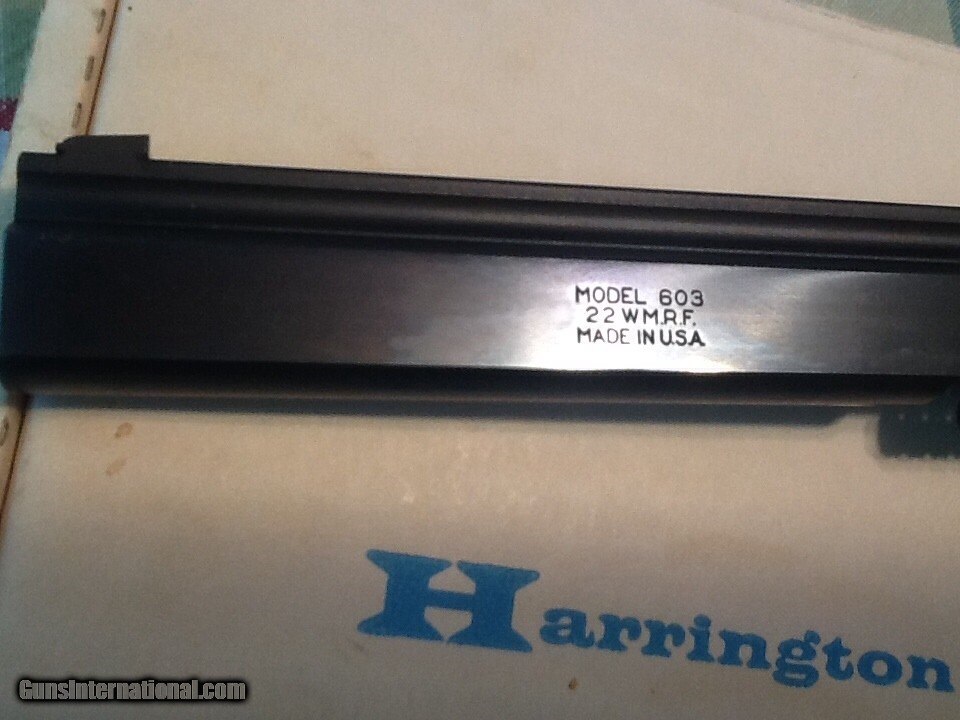 MODEL 603
22 W.M.R.F.
MADE IN U.S.A.
Harrington
GunsInternational.com